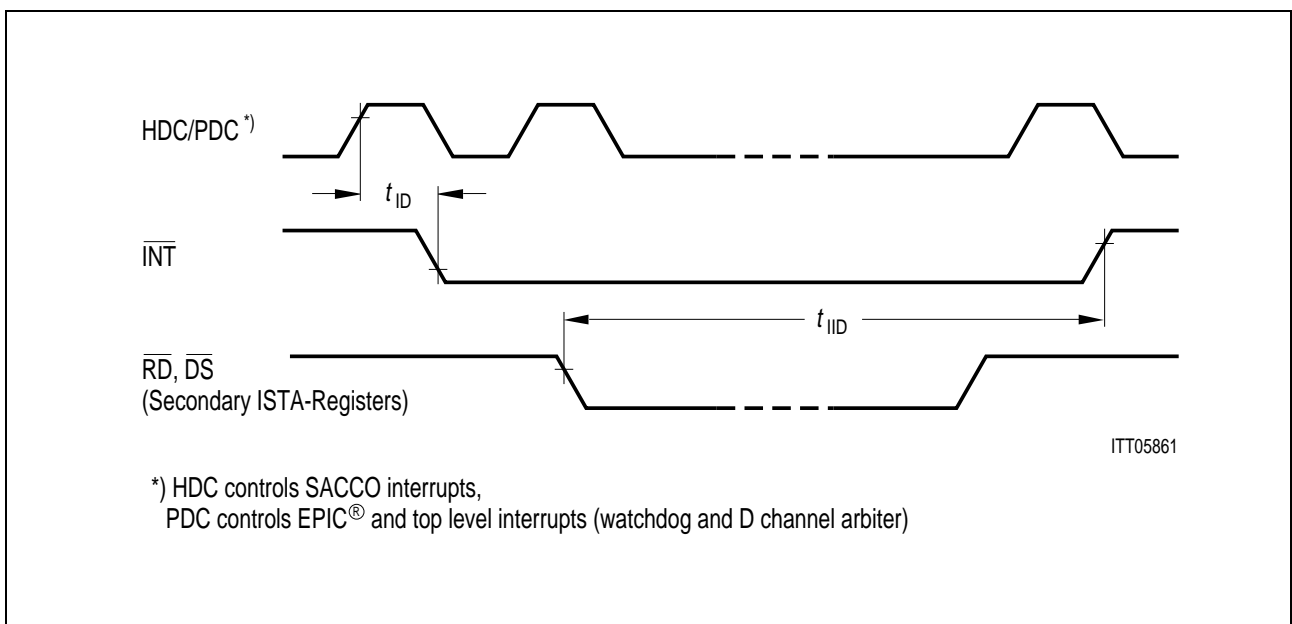 HDC/PDC *)
t ID
INT
t IID
RD, DS
(Secondary ISTA-Registers)
ITT05861
*) HDC controls SACCO interrupts,
PDC controls EPIC® and top level interrupts (watchdog and D channel arbiter)